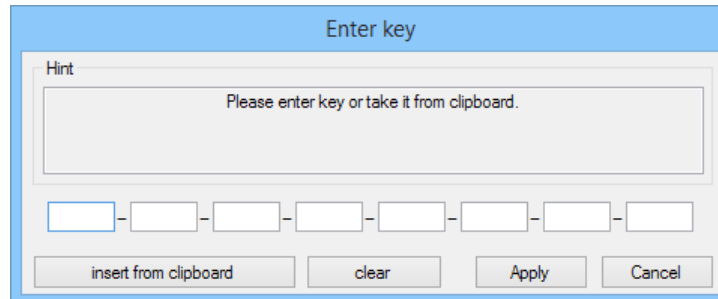 Enter key
Hint
Please enter key or take it from clipboard.
– – – – – – –
insert from clipboard clear Apply Cancel